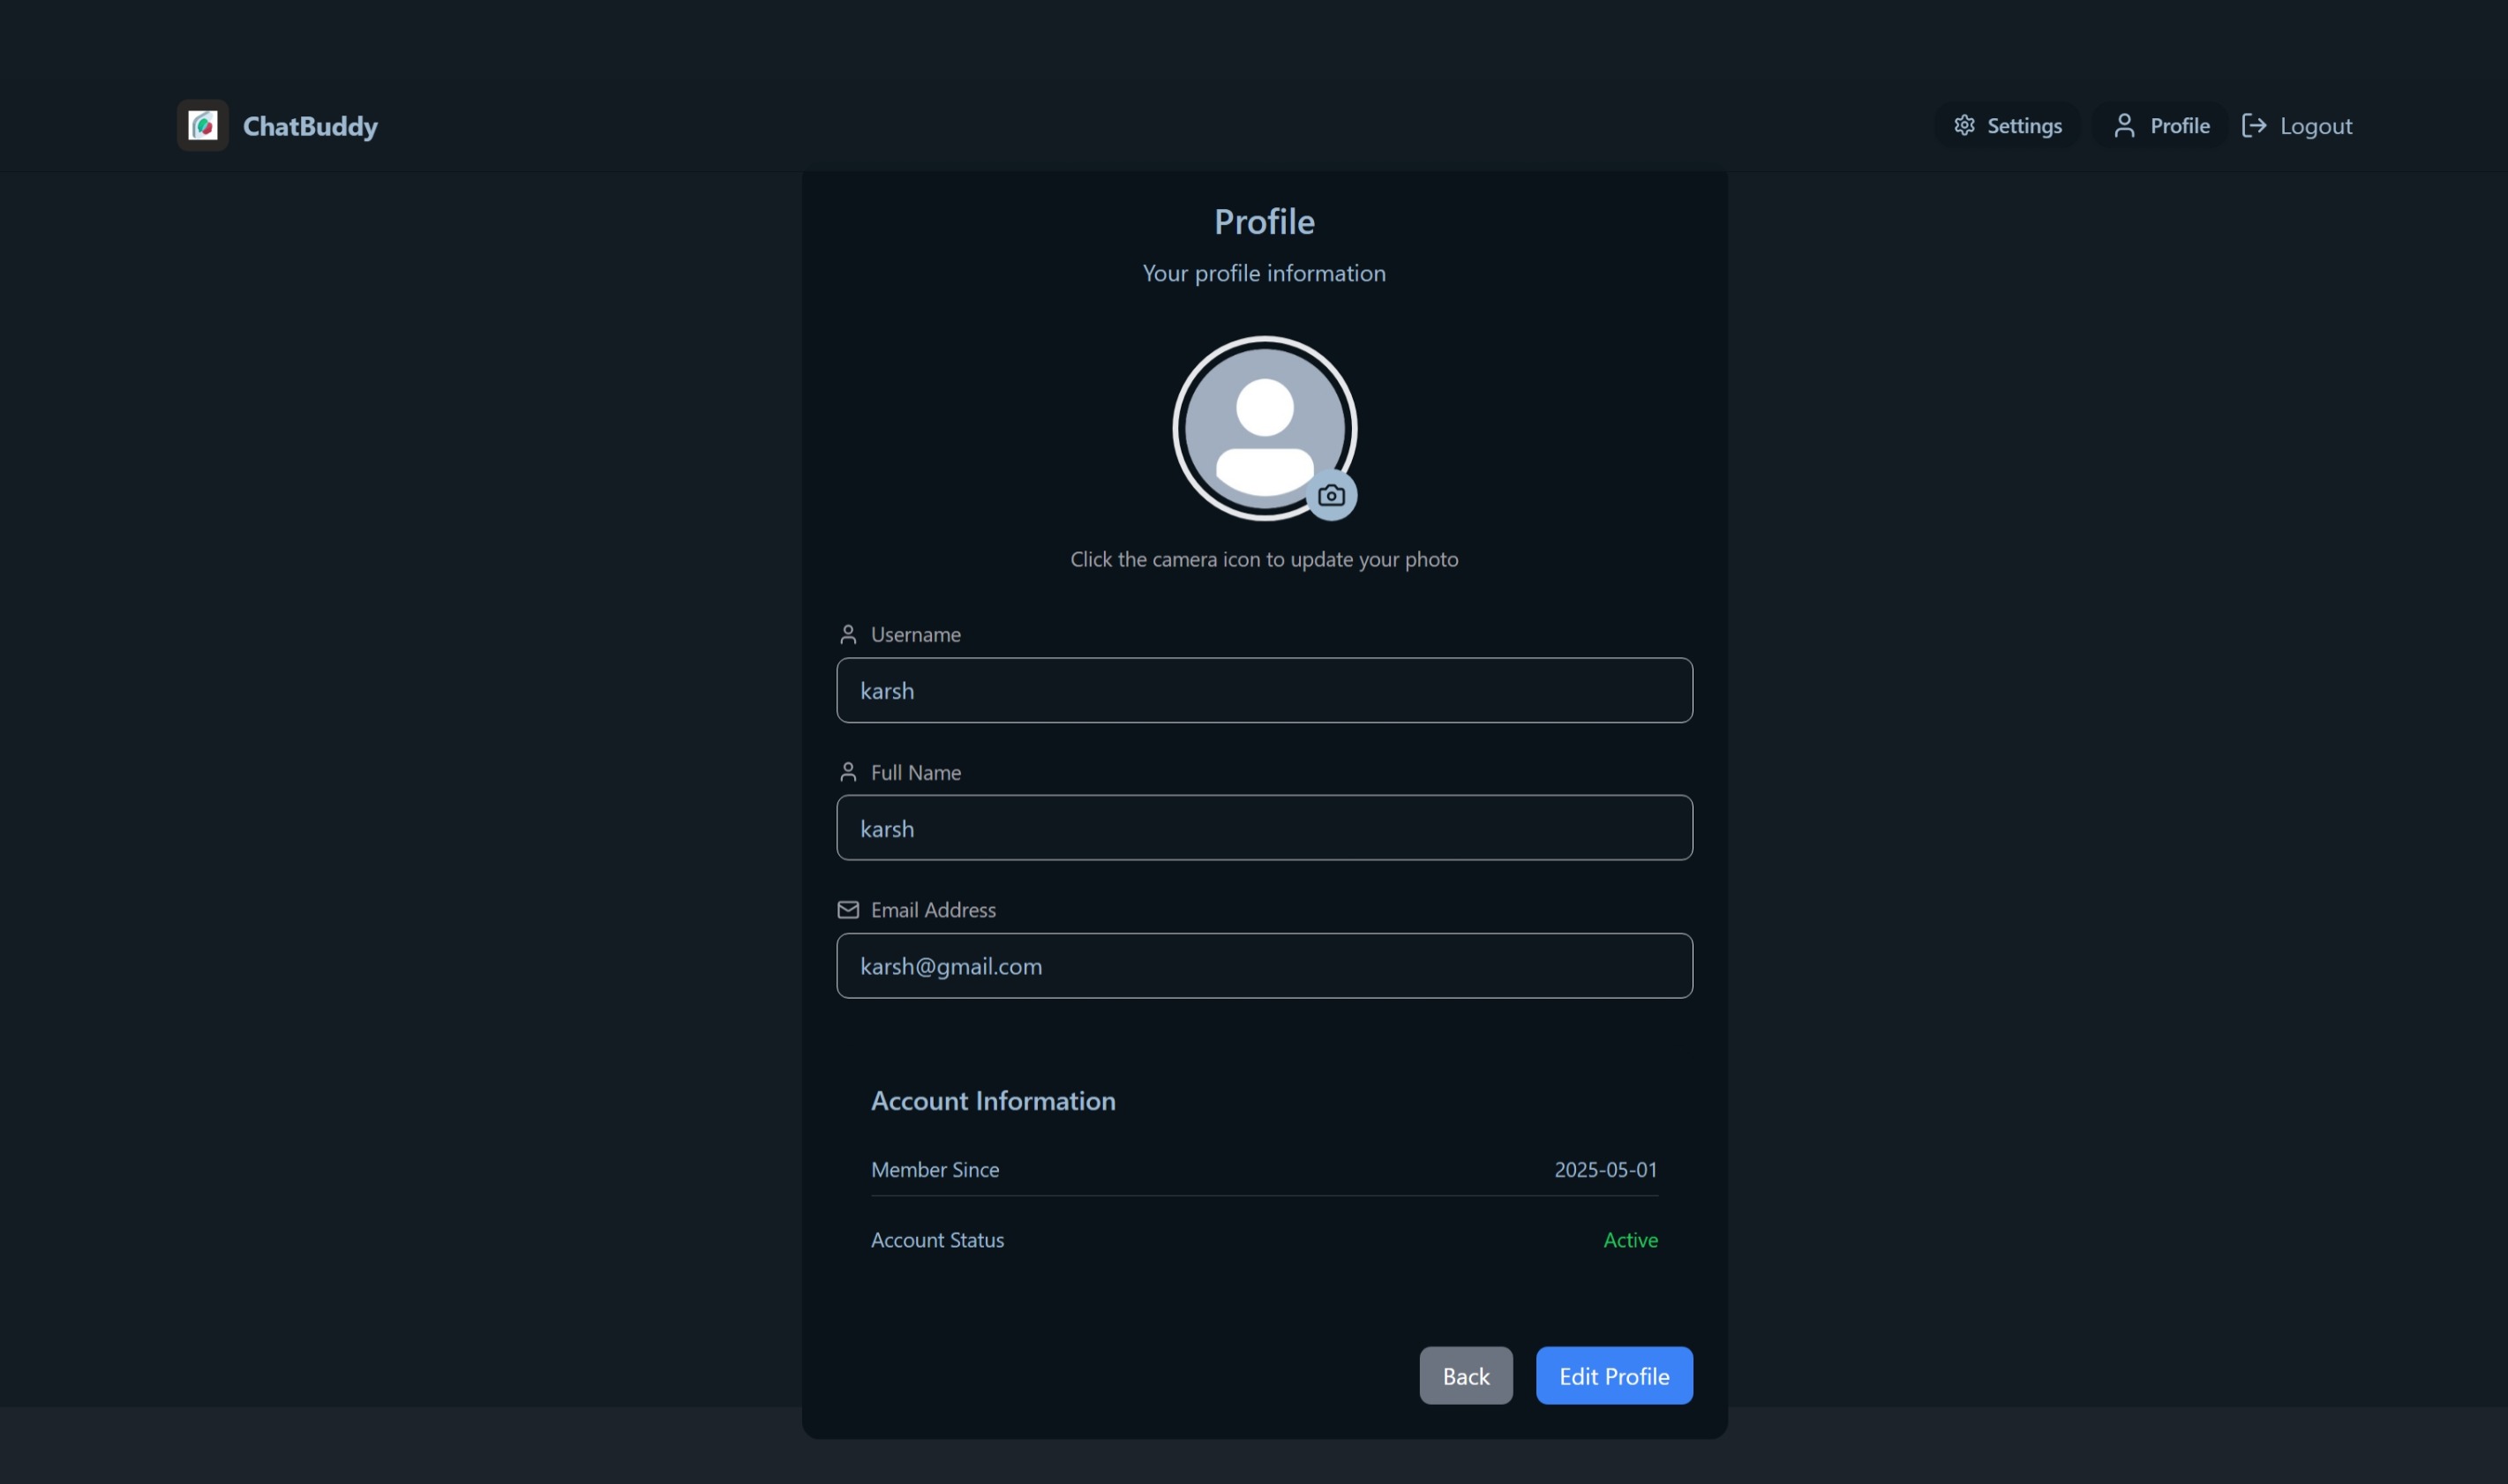 ChatBuddy
Settings
Profile
Logout
Profile
Your profile information
Click the camera icon to update your photo
Username
karsh
Full Name
karsh
Email Address
karsh@gmail.com
Account Information
Member Since 2025-05-01
Account Status Active
Back
Edit Profile